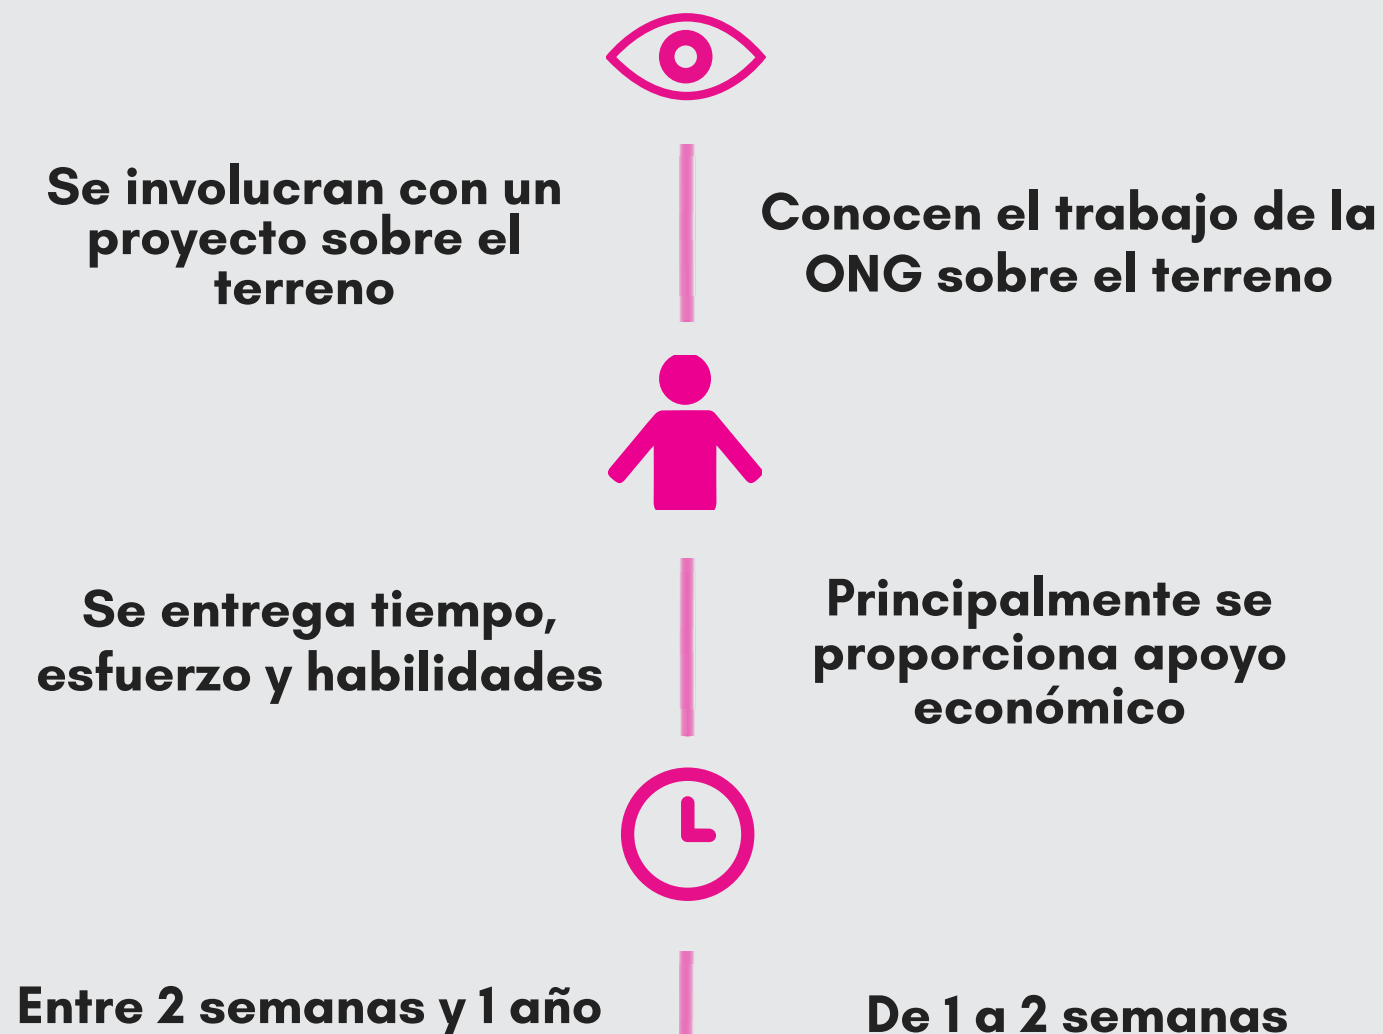 Se involucran con un
proyecto sobre el
terreno
Conocen el trabajo de la
ONG sobre el terreno
Se entrega tiempo,
esfuerzo y habilidades
Principalmente se
proporciona apoyo
económico
Entre 2 semanas y 1 año
De 1 a 2 semanas